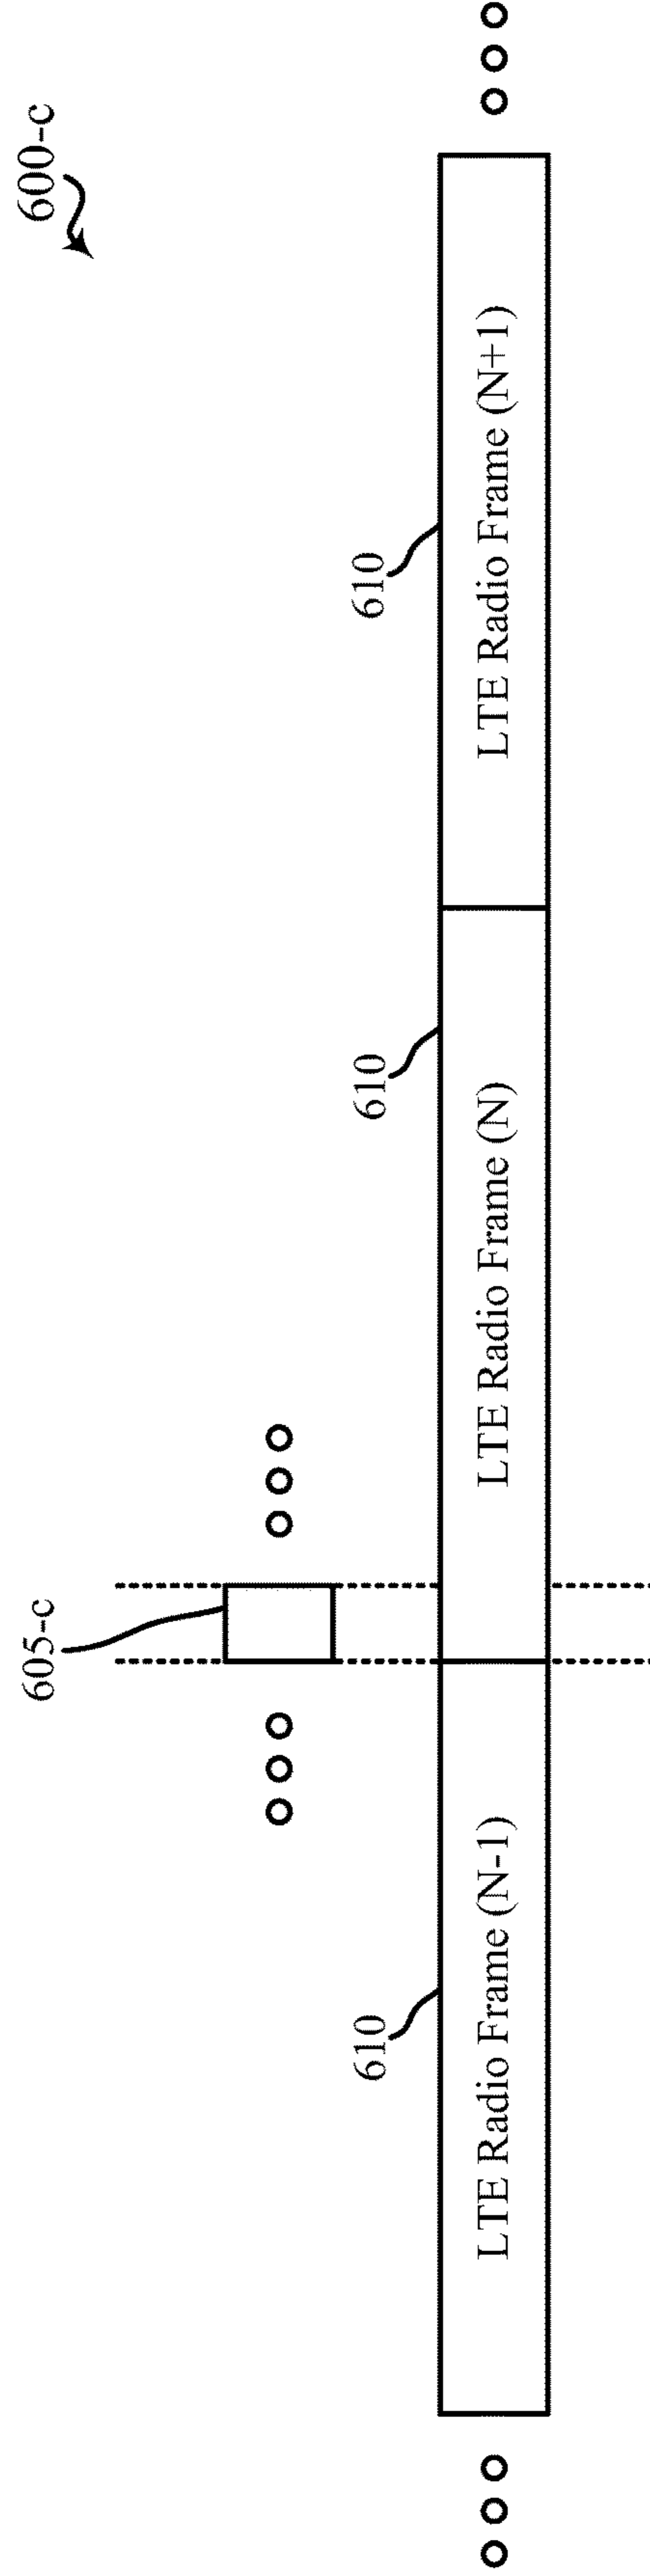 600-c
605-c
610
610
610
LTE Radio Frame (N-1)
LTE Radio Frame (N)
LTE Radio Frame (N+1)